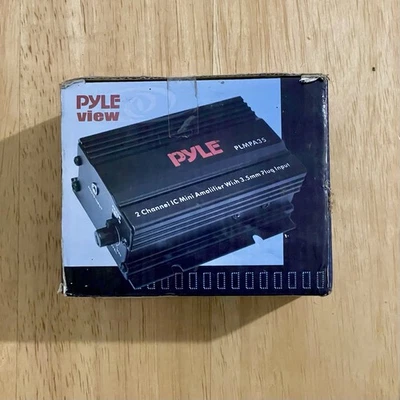 PYLE
view
PYLE
PLMPA35
2 Channel IC Mini Amplifier With 3.5mm Plug Input